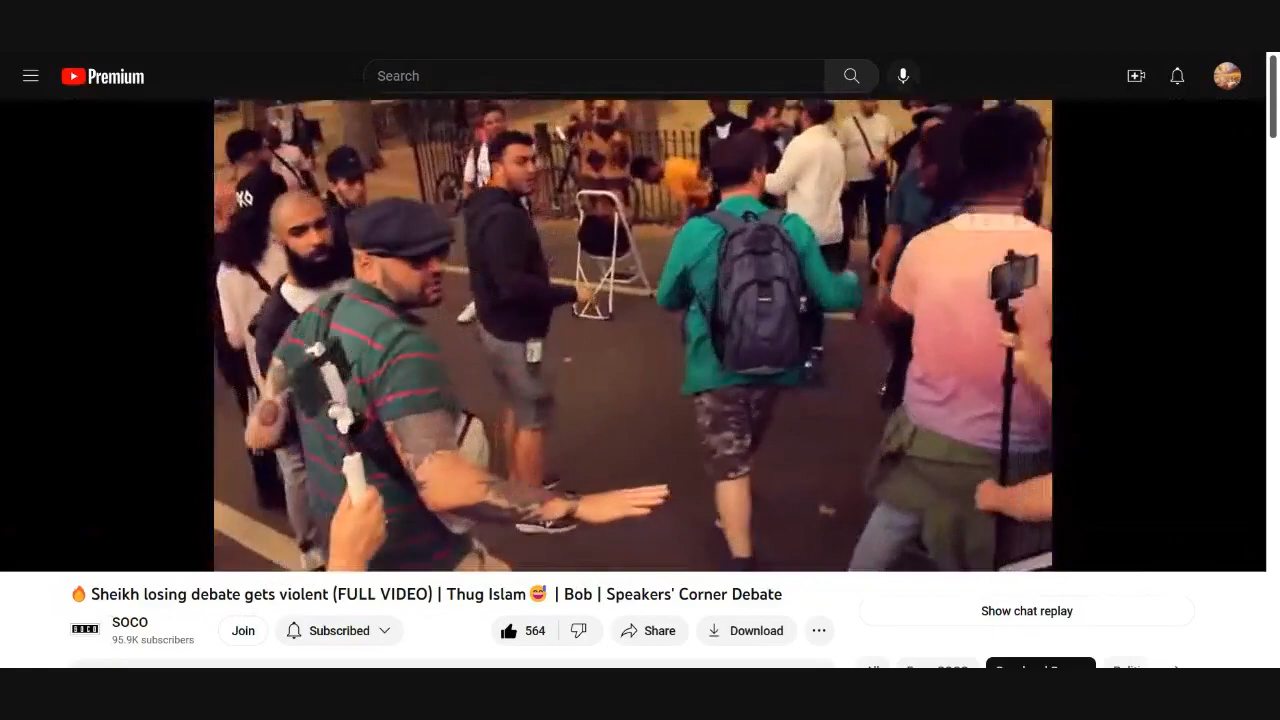 Premium
Search
🔥 Sheikh losing debate gets violent (FULL VIDEO) | Thug Islam 😅 | Bob | Speakers' Corner Debate
SOCO
SOCO
95.9K subscribers
Join
Subscribed
564
Share
Download
Show chat replay